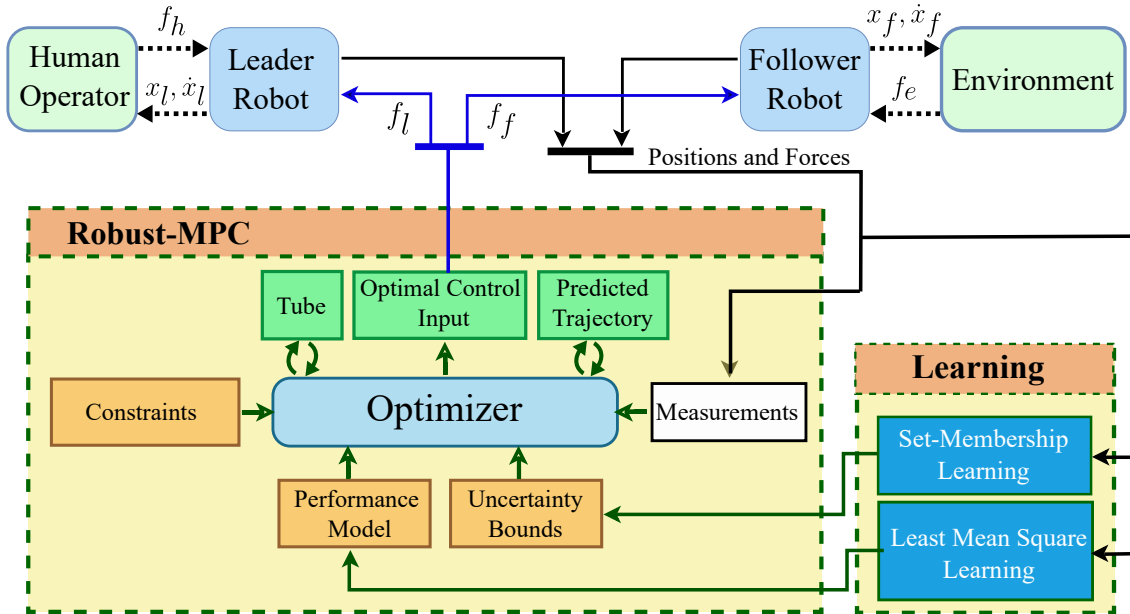 Human
Operator
f_h
x_l, ẋ_l
Leader
Robot
f_l
f_f
Follower
Robot
x_f, ẋ_f
f_e
Environment
Positions and Forces
Robust-MPC
Tube
Optimal Control
Input
Predicted
Trajectory
Constraints
Optimizer
Measurements
Performance
Model
Uncertainty
Bounds
Learning
Set-Membership
Learning
Least Mean Square
Learning